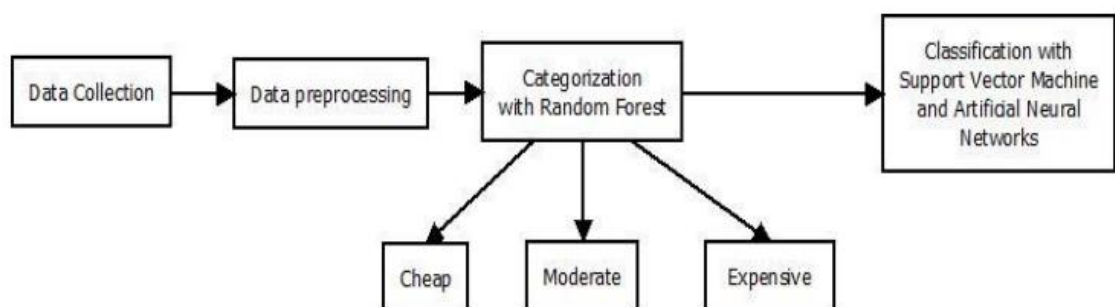 Data Collection
Data preprocessing
Categorization
with Random Forest
Classification with
Support Vector Machine
and Artificial Neural
Networks
Cheap
Moderate
Expensive